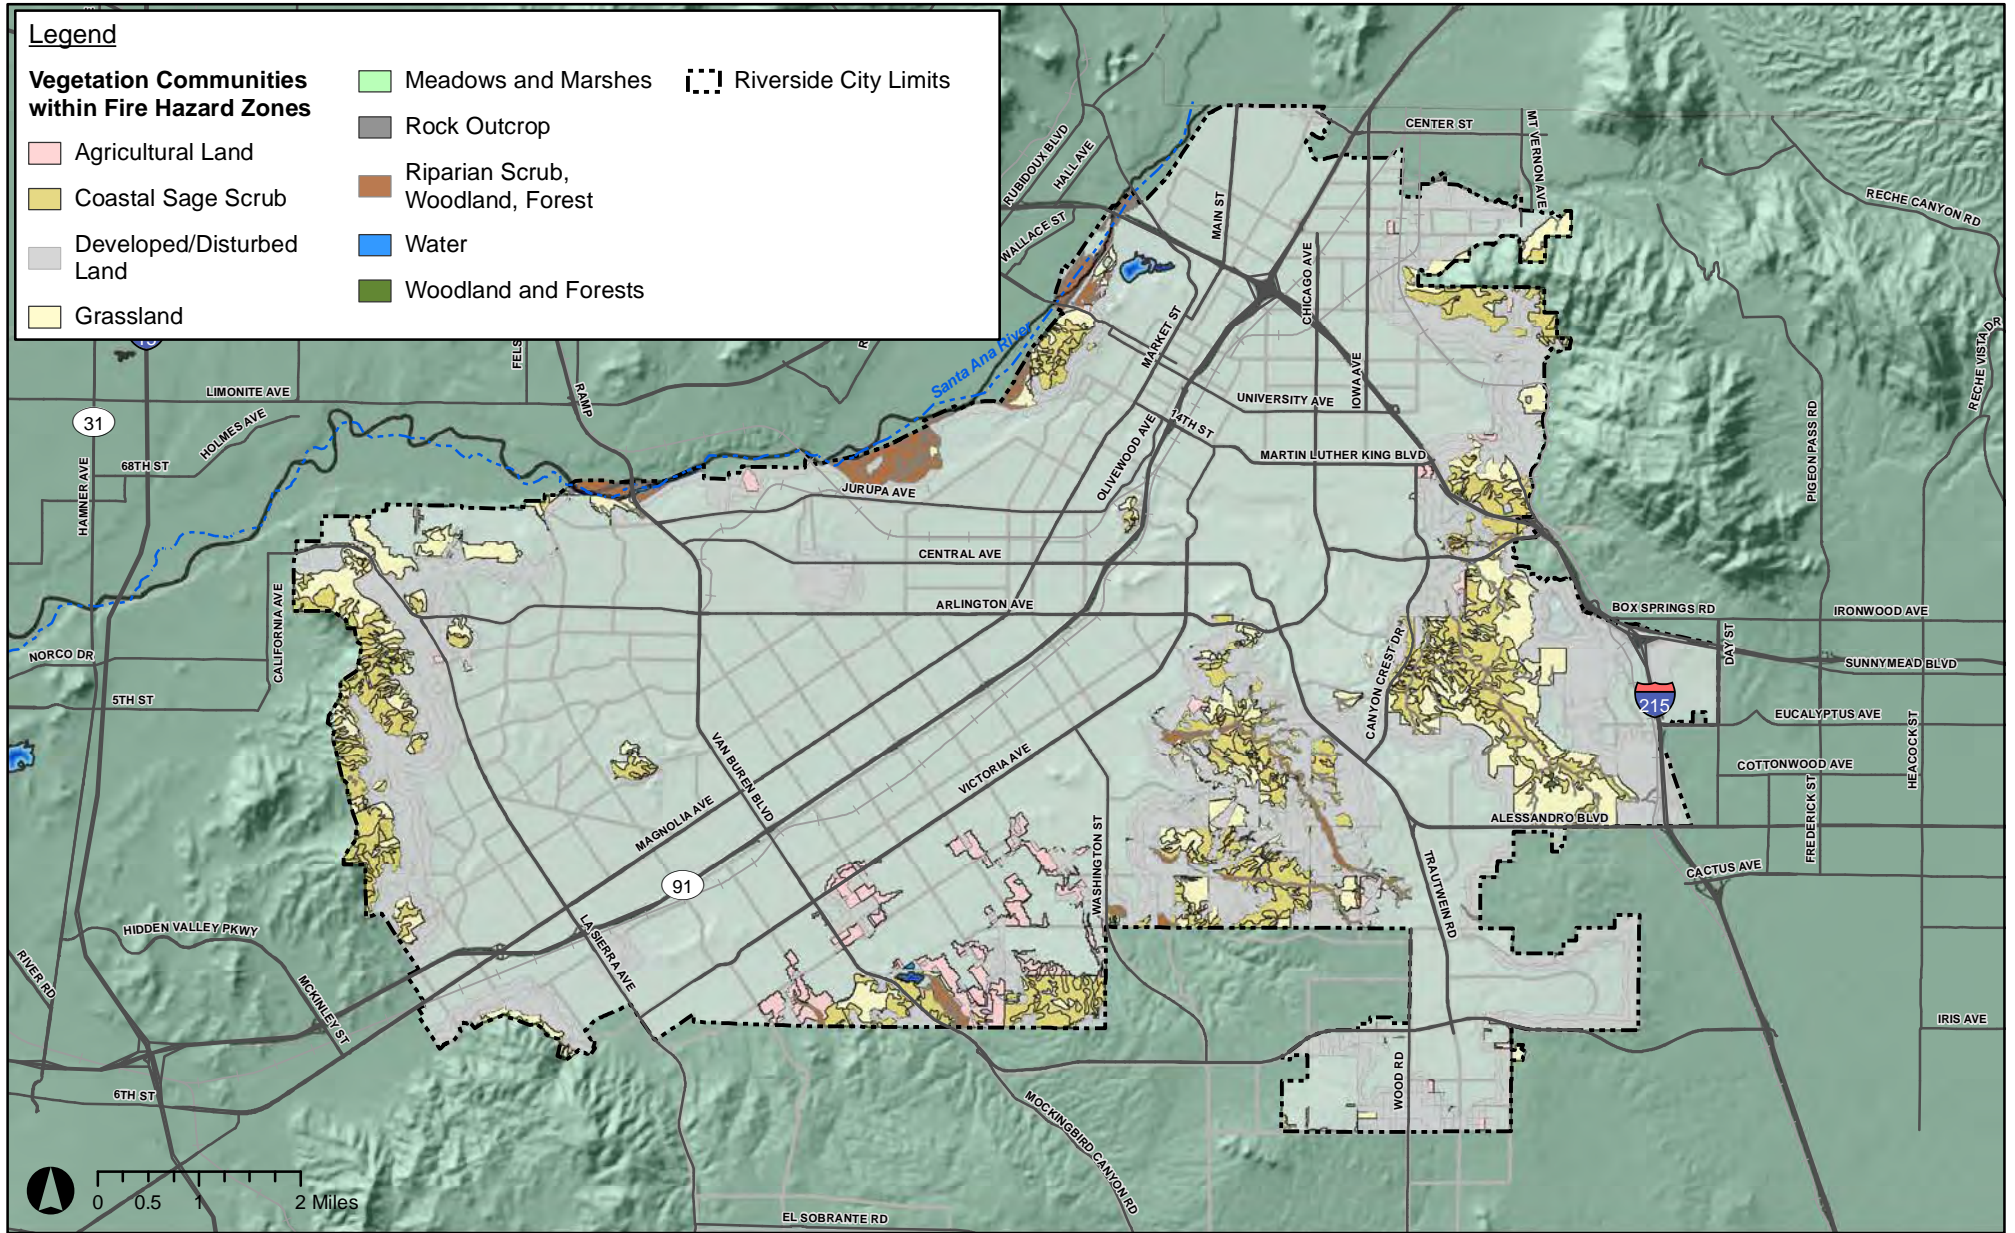 Legend
Vegetation Communities
within Fire Hazard Zones
Agricultural Land
Coastal Sage Scrub
Developed/Disturbed
Land
Grassland
Meadows and Marshes
Rock Outcrop
Riparian Scrub,
Woodland, Forest
Water
Woodland and Forests
Riverside City Limits
CENTER ST
MT VERNON AVE
RUBIDOUX BLVD
HALL AVE
WALLACE ST
MAIN ST
RECHE CANYON RD
CHICAGO AVE
MARKET ST
Santa Ana River
RECHE VISTA DR
LIMONITE AVE
RAMP
31
HOLMES AVE
68TH ST
HAMNER AVE
UNIVERSITY AVE
IOWA AVE
14TH ST
OLIVEWOOD AVE
MARTIN LUTHER KING BLVD
PIGEON PASS RD
JURUPA AVE
CENTRAL AVE
CALIFORNIA AVE
ARLINGTON AVE
BOX SPRINGS RD
IRONWOOD AVE
DAY ST
NORCO DR
SUNNYMEAD BLVD
5TH ST
CANYON CREST DR
215
EUCALYPTUS AVE
HEACOCK ST
VAN BUREN BLVD
VICTORIA AVE
COTTONWOOD AVE
MAGNOLIA AVE
ALESSANDRO BLVD
FREDERICK ST
WASHINGTON ST
TRAUTWEIN RD
CACTUS AVE
91
HIDDEN VALLEY PKWY
LA SIERRA AVE
RIVER RD
MCKINLEY ST
IRIS AVE
WOOD RD
6TH ST
MOCKINGBIRD CANYON RD
0 0.5 1 2 Miles
EL SOBRANTE RD